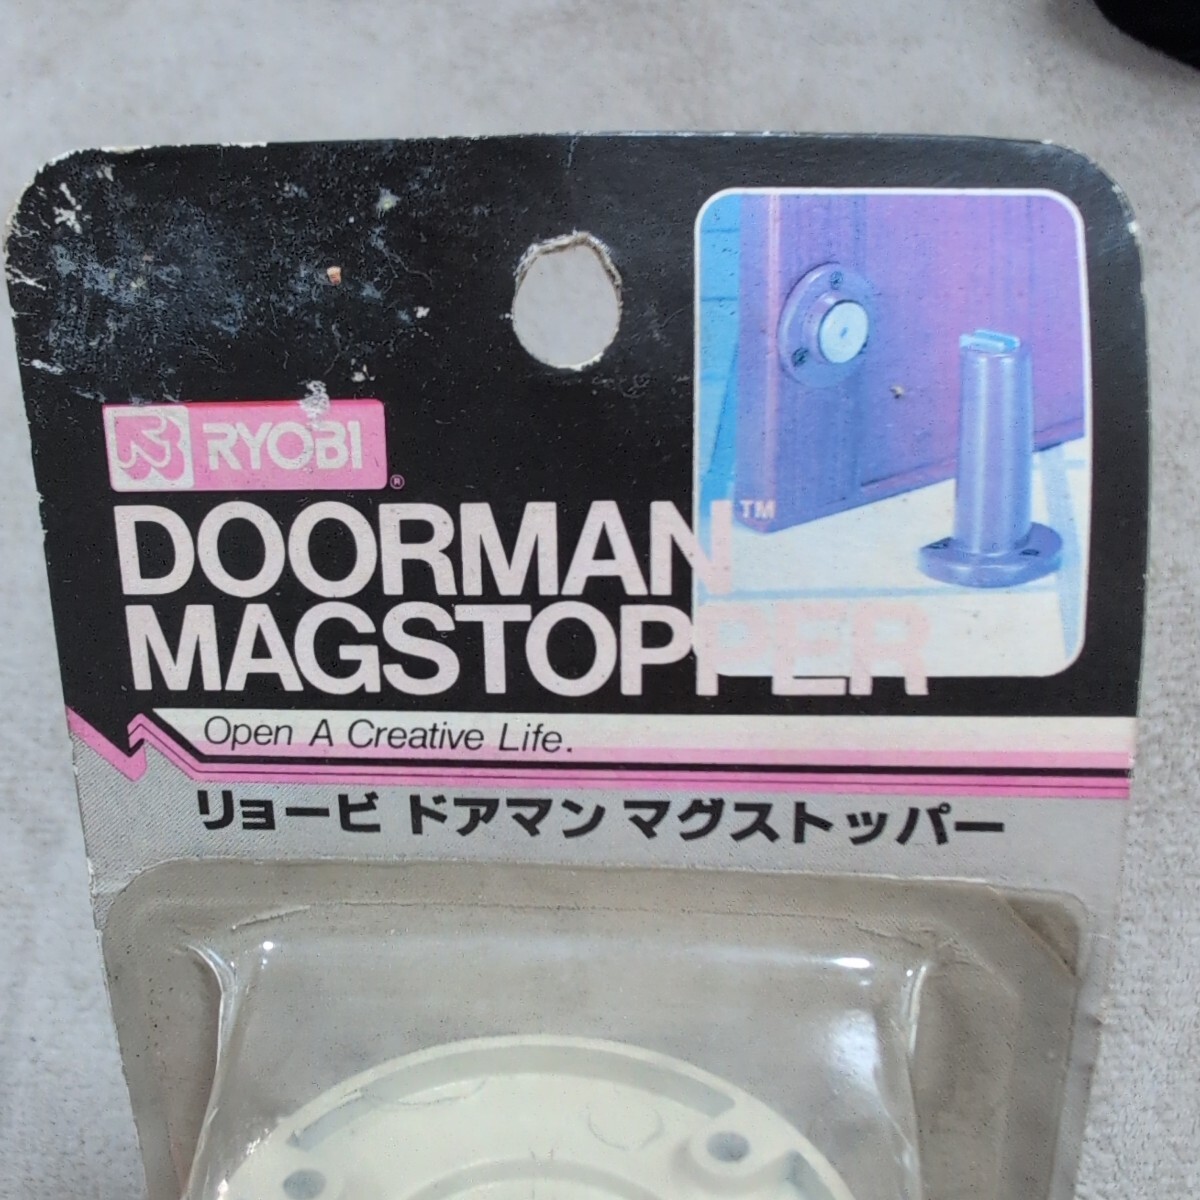 RYOBI®
DOORMAN™
MAGSTOPPER
Open A Creative Life.
リョービ ドアマン マグストッパー